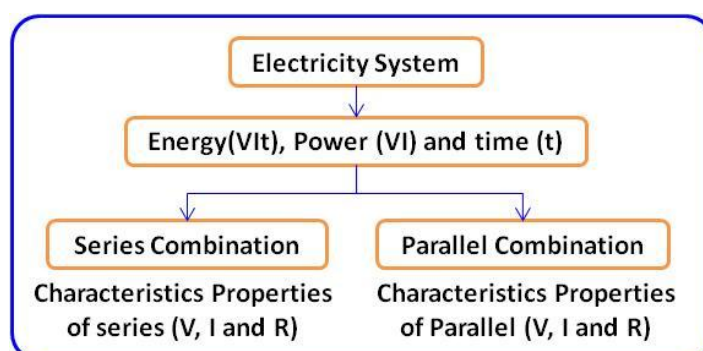 Electricity System
Energy(VIt), Power (VI) and time (t)
Series Combination
Characteristics Properties
of series (V, I and R)
Parallel Combination
Characteristics Properties
of Parallel (V, I and R)